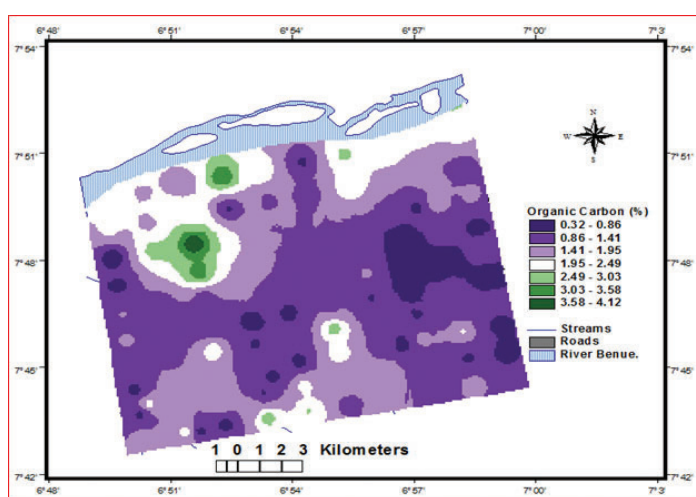 6° 48' 6° 51' 6° 54' 6° 57' 7° 00' 7° 3'
7° 54' 7° 54'
N
W E
S
7° 51' 7° 51'
Organic Carbon (%)
0.32 - 0.86
0.86 - 1.41
1.41 - 1.95
1.95 - 2.49
2.49 - 3.03
3.03 - 3.58
3.58 - 4.12
7° 48' 7° 48'
Streams
Roads
River Benue.
7° 45' 7° 45'
1 0 1 2 3 Kilometers
7° 42' 7° 42'
6° 48' 6° 51' 6° 54' 6° 57' 7° 00' 7° 3'